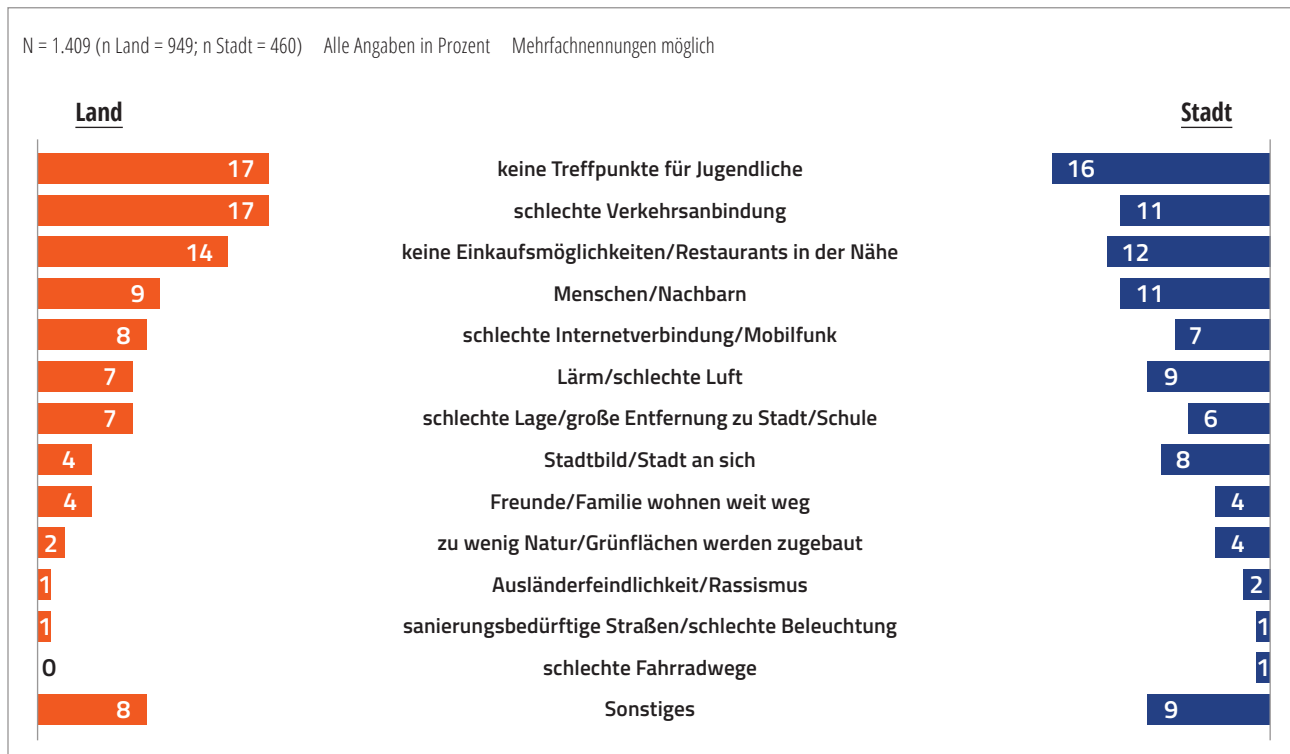 N = 1.409 (n Land = 949; n Stadt = 460) Alle Angaben in Prozent Mehrfachnennungen möglich
Land Stadt
17 keine Treffpunkte für Jugendliche 16
17 schlechte Verkehrsanbindung 11
14 keine Einkaufsmöglichkeiten/Restaurants in der Nähe 12
9 Menschen/Nachbarn 11
8 schlechte Internetverbindung/Mobilfunk 7
7 Lärm/schlechte Luft 9
7 schlechte Lage/große Entfernung zu Stadt/Schule 6
4 Stadtbild/Stadt an sich 8
4 Freunde/Familie wohnen weit weg 4
2 zu wenig Natur/Grünflächen werden zugebaut 4
1 Ausländerfeindlichkeit/Rassismus 2
1 sanierungsbedürftige Straßen/schlechte Beleuchtung 1
0 schlechte Fahrradwege 1
8 Sonstiges 9